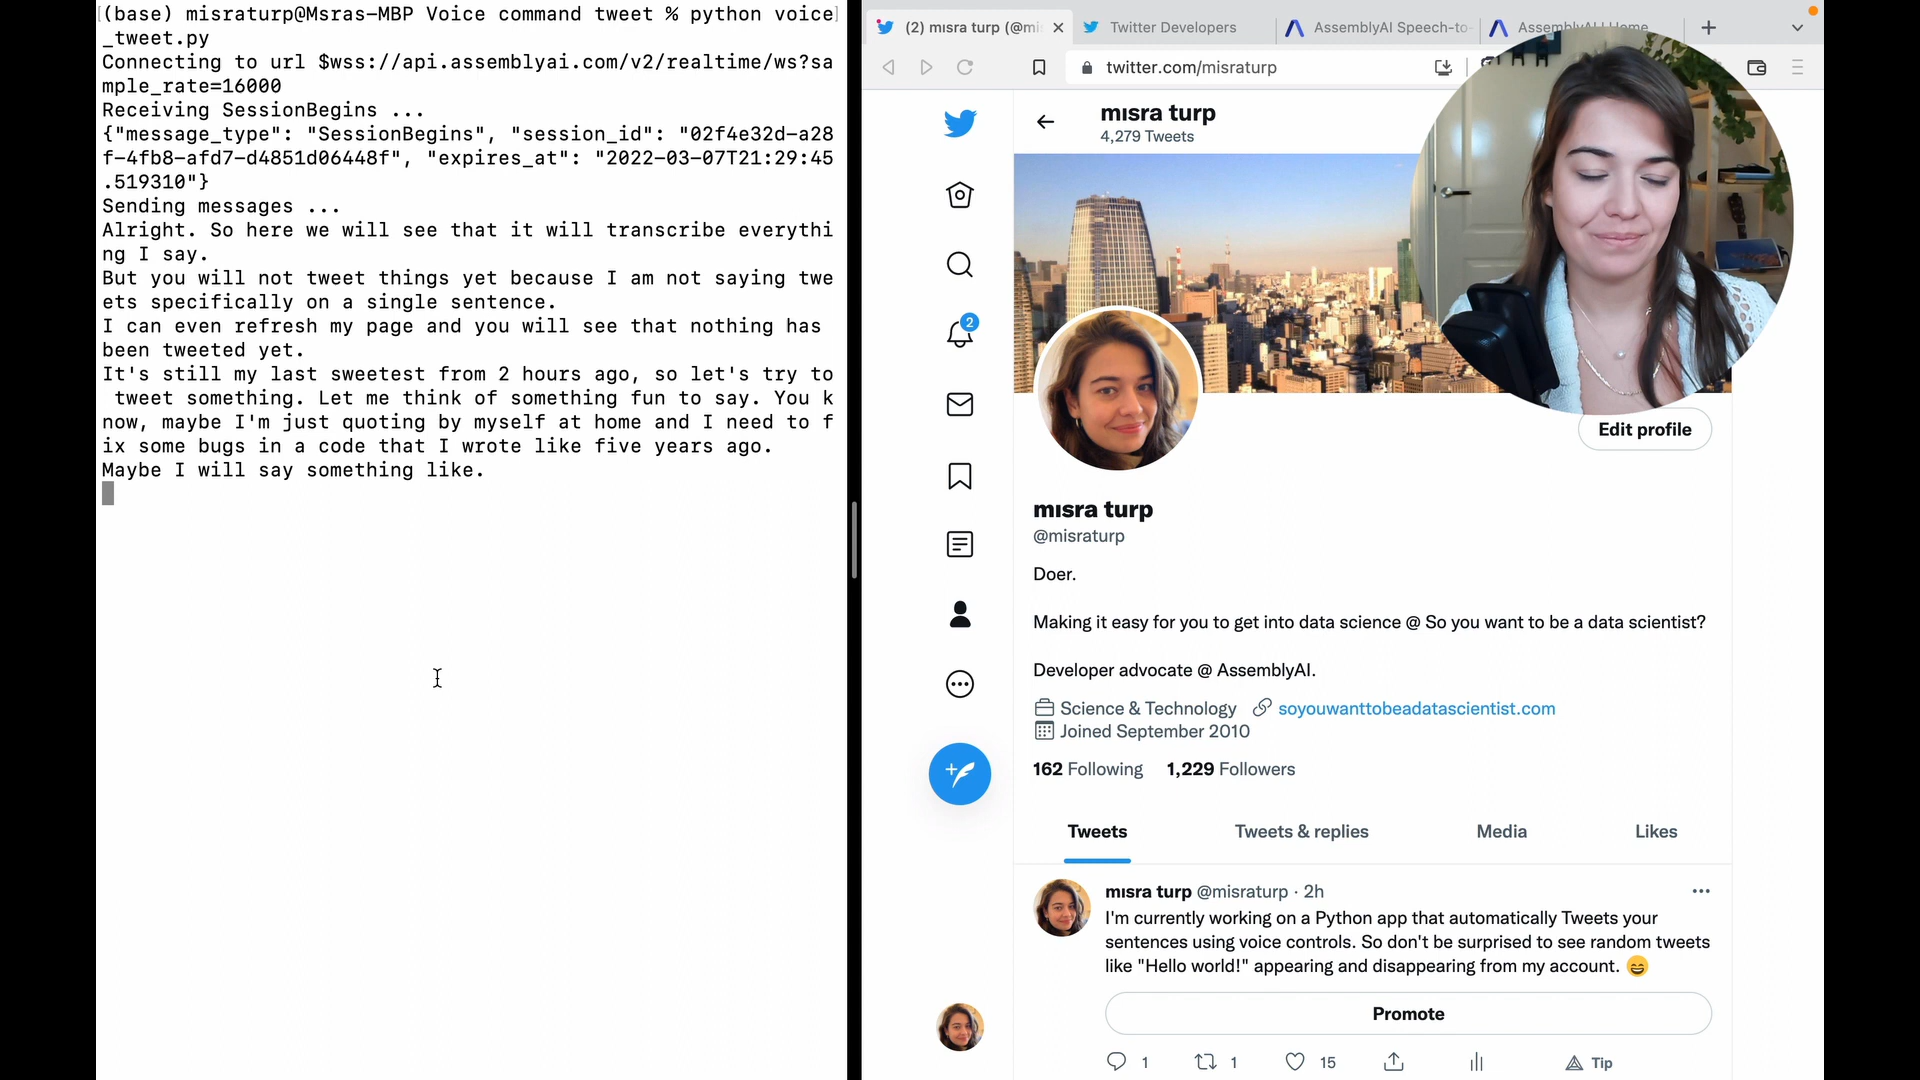 (base) misraturp@Msras-MBP Voice command tweet % python voice
_tweet.py
Connecting to url $wss://api.assemblyai.com/v2/realtime/ws?sa
mple_rate=16000
Receiving SessionBegins ...
{"message_type": "SessionBegins", "session_id": "02f4e32d-a28
f-4fb8-afd7-d4851d06448f", "expires_at": "2022-03-07T21:29:45
.519310"}
Sending messages ...
Alright. So here we will see that it will transcribe everythi
ng I say.
But you will not tweet things yet because I am not saying twe
ets specifically on a single sentence.
I can even refresh my page and you will see that nothing has
been tweeted yet.
It's still my last sweetest from 2 hours ago, so let's try to
tweet something. Let me think of something fun to say. You k
now, maybe I'm just quoting by myself at home and I need to f
ix some bugs in a code that I wrote like five years ago.
Maybe I will say something like.
(2) mısra turp (@mi
Twitter Developers
AssemblyAI Speech-to-
AssemblyAI | Home
twitter.com/misraturp
mısra turp
4,279 Tweets
2
Edit profile
mısra turp
@misraturp
Doer.
Making it easy for you to get into data science @ So you want to be a data scientist?
Developer advocate @ AssemblyAI.
Science & Technology soyouwanttobeadatascientist.com
Joined September 2010
162 Following 1,229 Followers
Tweets Tweets & replies Media Likes
mısra turp @misraturp · 2h
I'm currently working on a Python app that automatically Tweets your
sentences using voice controls. So don't be surprised to see random tweets
like "Hello world!" appearing and disappearing from my account. 😄
Promote
1 1 15 Tip